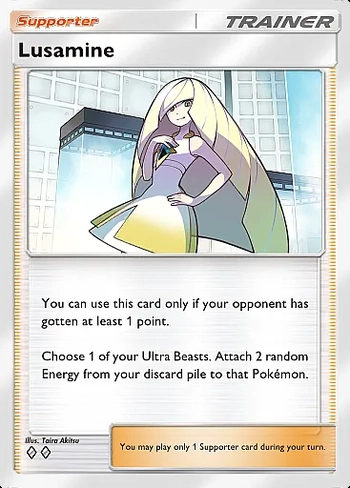 Supporter
TRAINER
Lusamine
You can use this card only if your opponent has
gotten at least 1 point.
Choose 1 of your Ultra Beasts. Attach 2 random
Energy from your discard pile to that Pokémon.
Illus. Taira Akitsu
You may play only 1 Supporter card during your turn.